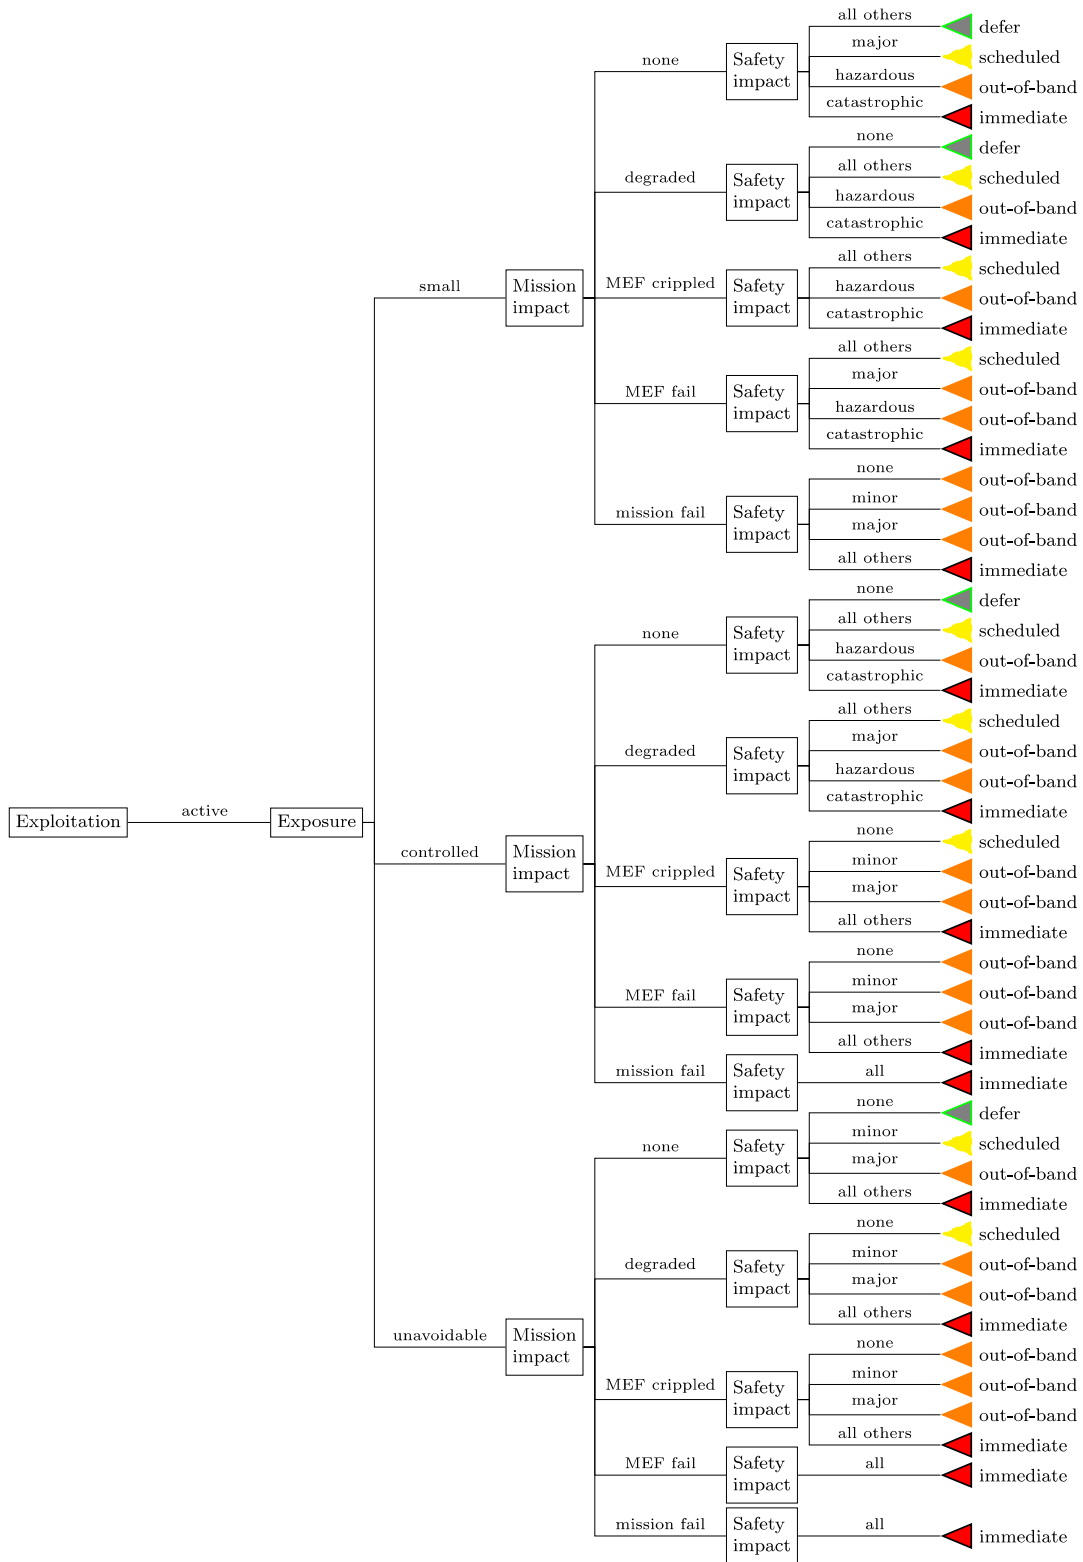 Exploitation
active
Exposure
small
Mission
impact
none
Safety
impact
all others
defer
major
scheduled
hazardous
out-of-band
catastrophic
immediate
degraded
Safety
impact
none
defer
all others
scheduled
hazardous
out-of-band
catastrophic
immediate
MEF crippled
Safety
impact
all others
scheduled
hazardous
out-of-band
catastrophic
immediate
MEF fail
Safety
impact
all others
scheduled
major
out-of-band
hazardous
out-of-band
catastrophic
immediate
mission fail
Safety
impact
none
out-of-band
minor
out-of-band
major
out-of-band
all others
immediate
controlled
Mission
impact
none
Safety
impact
none
defer
all others
scheduled
hazardous
out-of-band
catastrophic
immediate
degraded
Safety
impact
all others
scheduled
major
out-of-band
hazardous
out-of-band
catastrophic
immediate
MEF crippled
Safety
impact
none
scheduled
minor
out-of-band
major
out-of-band
all others
immediate
MEF fail
Safety
impact
none
out-of-band
minor
out-of-band
major
out-of-band
all others
immediate
mission fail
Safety
impact
all
immediate
unavoidable
Mission
impact
none
Safety
impact
none
defer
minor
scheduled
major
out-of-band
all others
immediate
degraded
Safety
impact
none
scheduled
minor
out-of-band
major
out-of-band
all others
immediate
MEF crippled
Safety
impact
none
out-of-band
minor
out-of-band
major
out-of-band
all others
immediate
MEF fail
Safety
impact
all
immediate
mission fail
Safety
impact
all
immediate